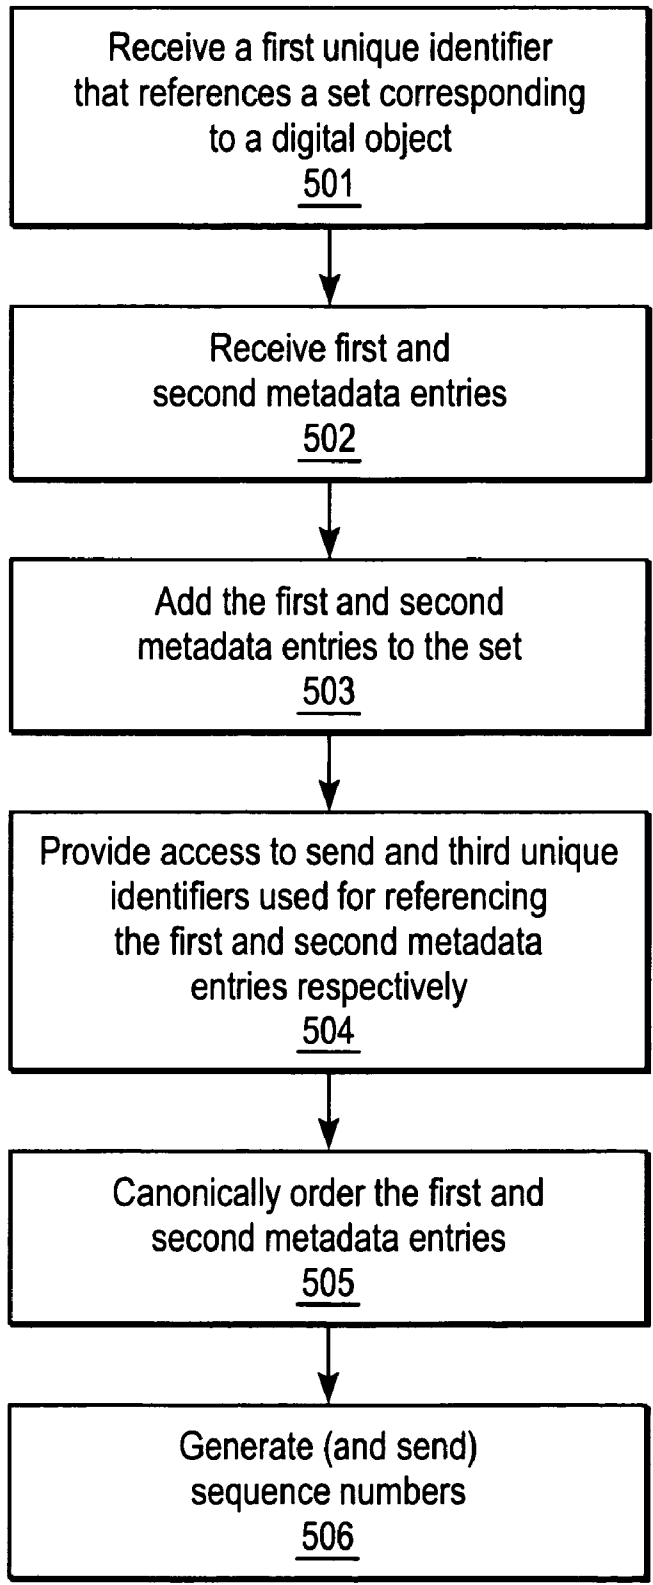 Receive a first unique identifier
that references a set corresponding
to a digital object
501
Receive first and
second metadata entries
502
Add the first and second
metadata entries to the set
503
Provide access to send and third unique
identifiers used for referencing
the first and second metadata
entries respectively
504
Canonically order the first and
second metadata entries
505
Generate (and send)
sequence numbers
506